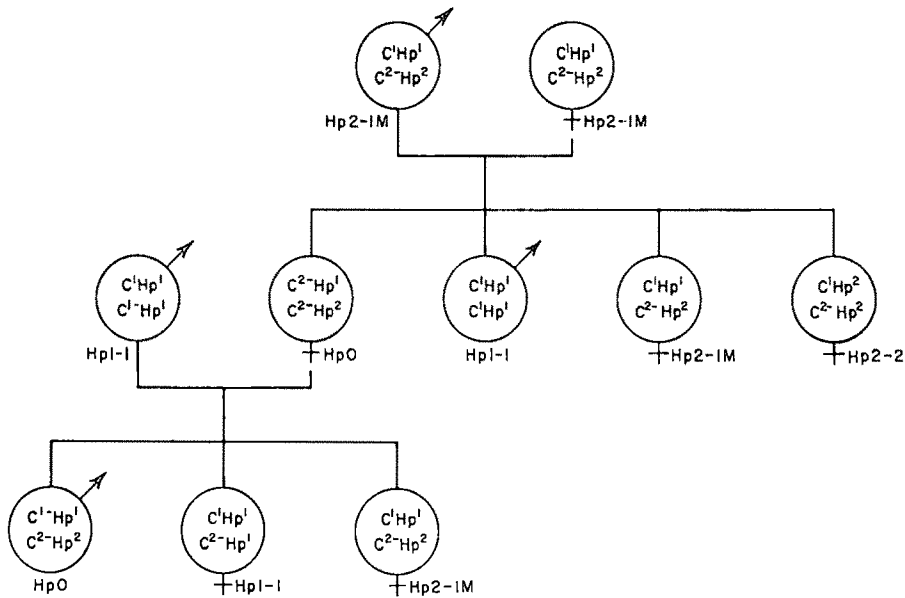 C¹Hp¹
C²⁻Hp²
Hp2-1M
C¹Hp¹
C²⁻Hp²
Hp2-1M
C¹Hp¹
C¹⁻Hp¹
Hp1-1
C²⁻Hp¹
C²⁻Hp²
Hp0
C¹Hp¹
C¹Hp¹
Hp1-1
C¹Hp¹
C²⁻Hp²
Hp2-1M
C¹Hp²
C²⁻Hp²
Hp2-2
C¹⁻Hp¹
C²⁻Hp²
Hp0
C¹Hp¹
C²⁻Hp¹
Hp1-1
C¹Hp¹
C²⁻Hp²
Hp2-1M